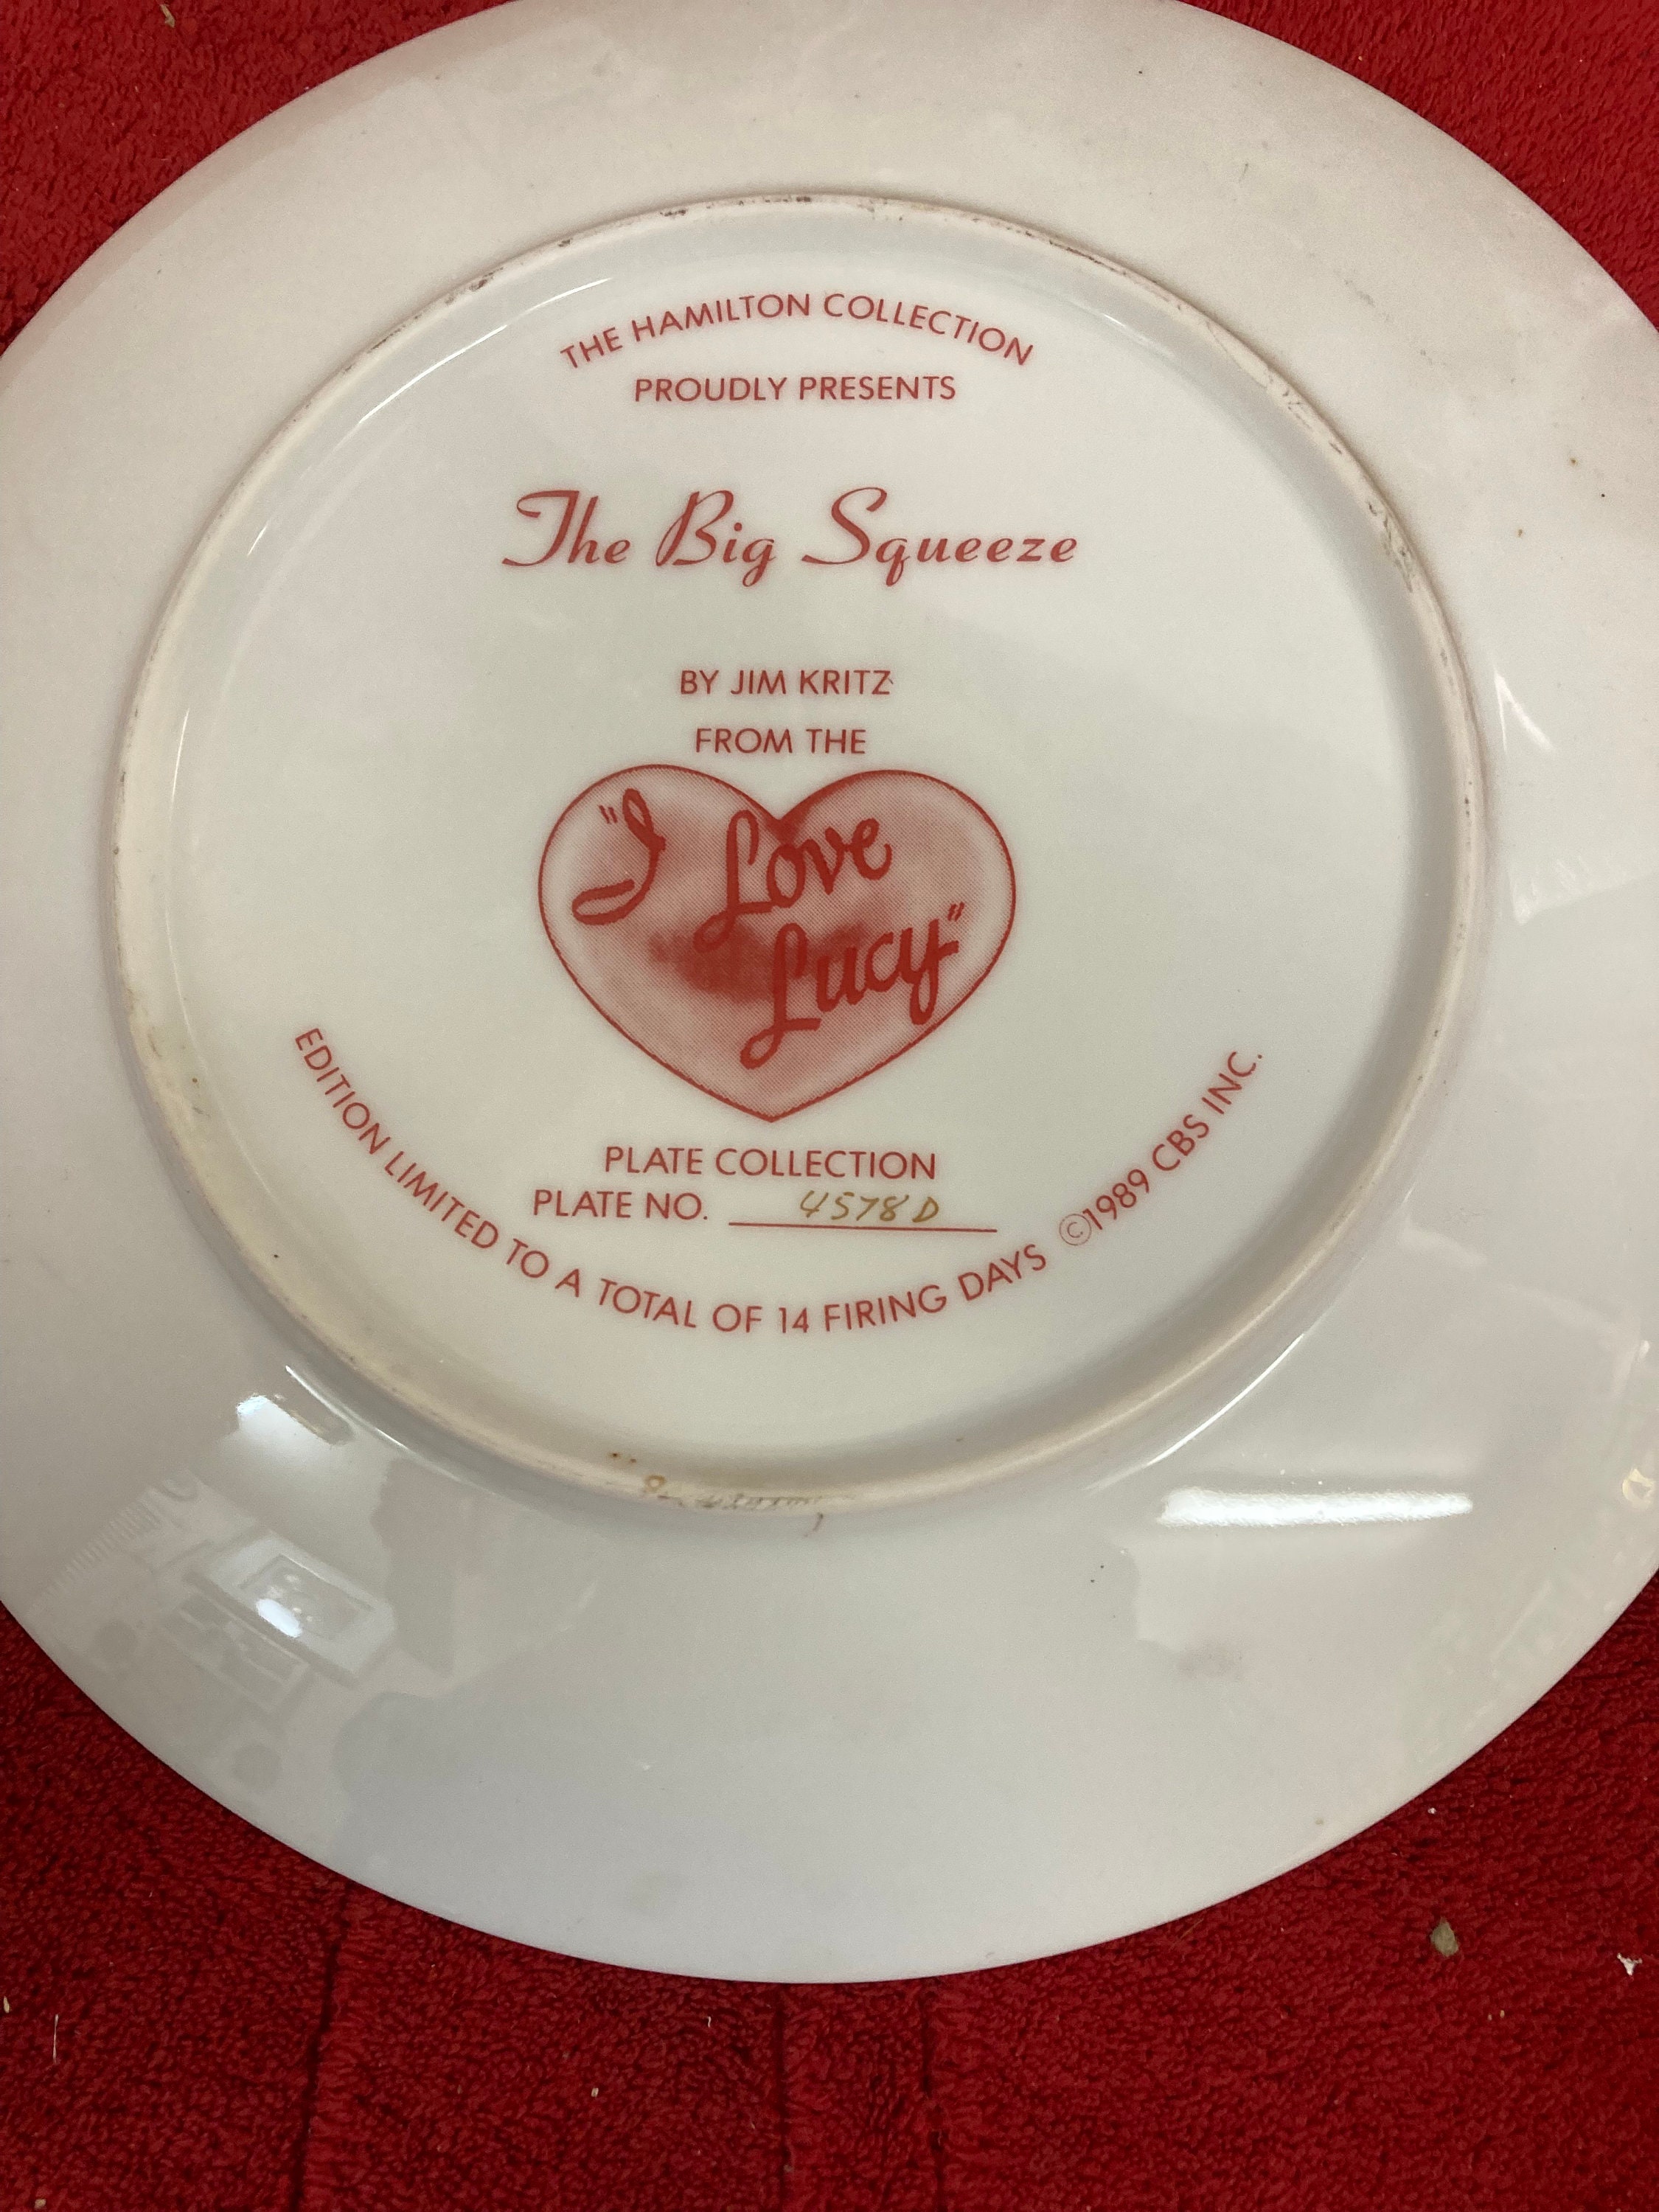 THE HAMILTON COLLECTION
PROUDLY PRESENTS
The Big Squeeze
BY JIM KRITZ
FROM THE
"I Love
Lucy"
PLATE COLLECTION
PLATE NO. 4578D
EDITION LIMITED TO A TOTAL OF 14 FIRING DAYS ©1989 CBS INC.